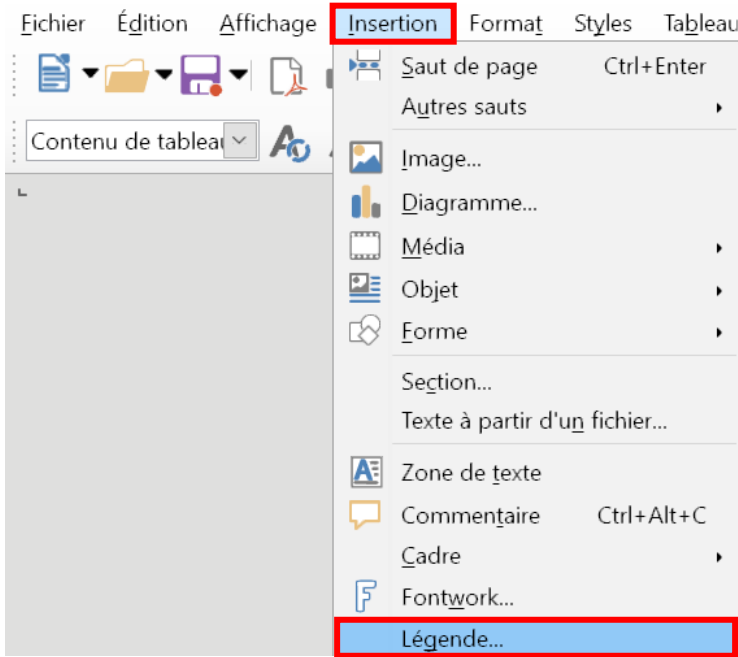 Fichier Édition Affichage Insertion Format Styles Tableau
Saut de page Ctrl+Enter
Autres sauts
Contenu de tableau
Image...
Diagramme...
Média
Objet
Forme
Section...
Texte à partir d'un fichier...
Zone de texte
Commentaire Ctrl+Alt+C
Cadre
Fontwork...
Légende...